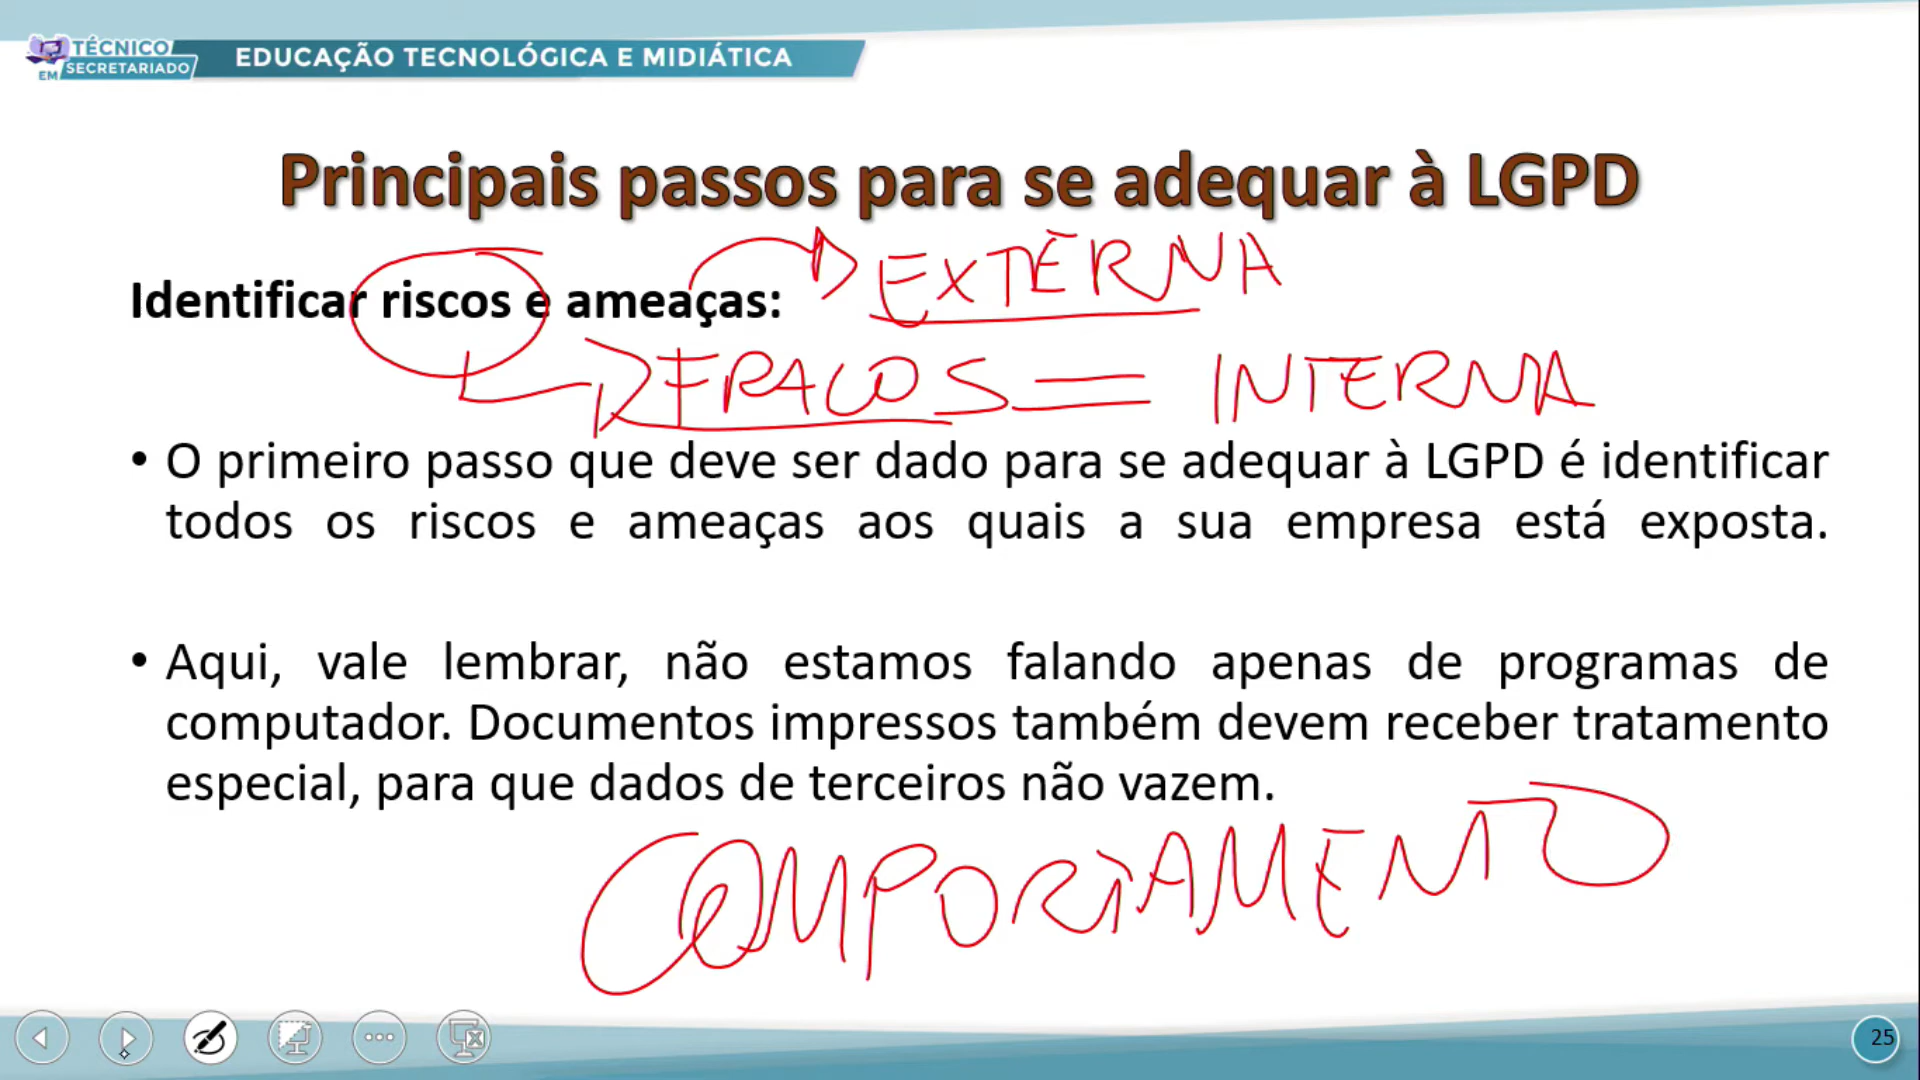 TÉCNICO
EM SECRETARIADO
EDUCAÇÃO TECNOLÓGICA E MIDIÁTICA
Principais passos para se adequar à LGPD
EXTERNA
Identificar riscos e ameaças:
= INTERNA
• O primeiro passo que deve ser dado para se adequar à LGPD é identificar
todos os riscos e ameaças aos quais a sua empresa está exposta.
• Aqui, vale lembrar, não estamos falando apenas de programas de
computador. Documentos impressos também devem receber tratamento
especial, para que dados de terceiros não vazem.
COMPORTAMENTO
25